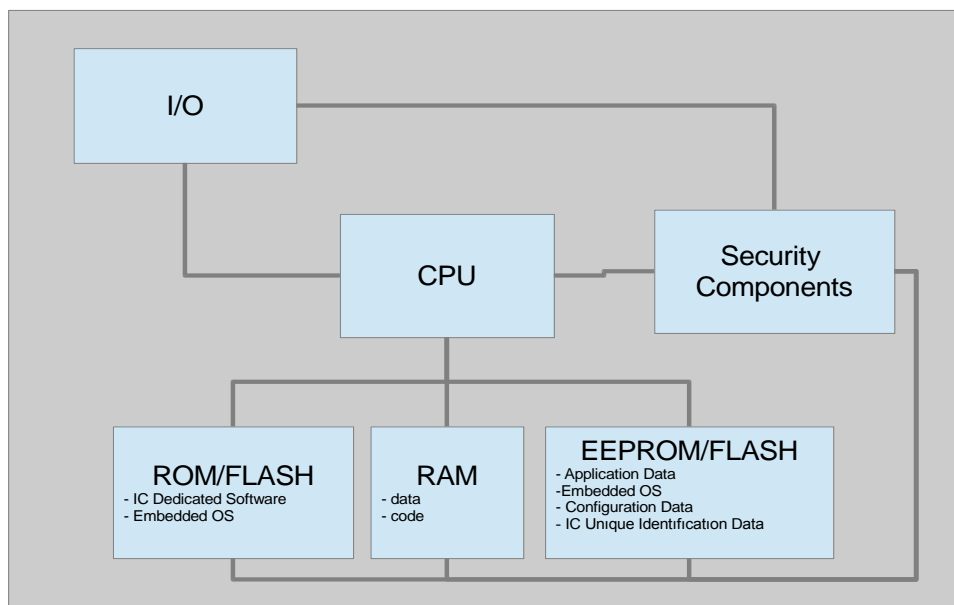 I/O
CPU
Security
Components
ROM/FLASH
- IC Dedicated Software
- Embedded OS
RAM
- data
- code
EEPROM/FLASH
- Application Data
-Embedded OS
- Configuration Data
- IC Unique Identification Data